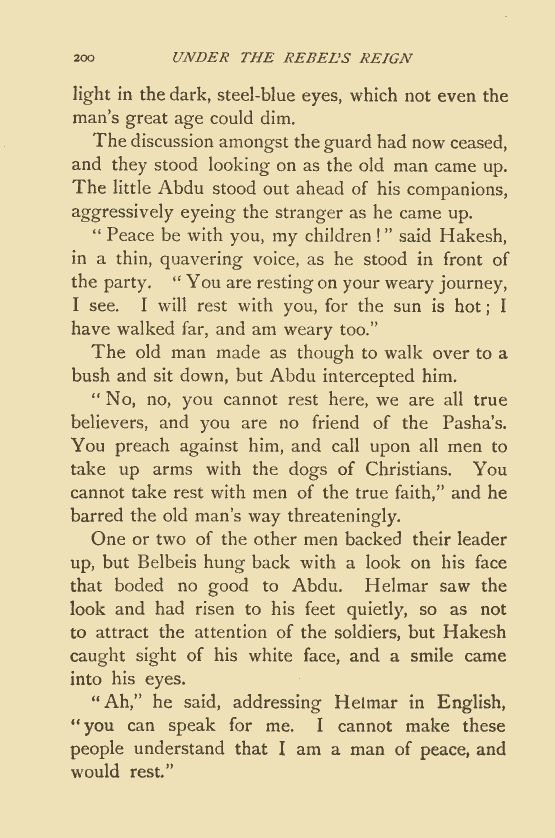 200 UNDER THE REBEL'S REIGN
light in the dark, steel-blue eyes, which not even the
man's great age could dim.
The discussion amongst the guard had now ceased,
and they stood looking on as the old man came up.
The little Abdu stood out ahead of his companions,
aggressively eyeing the stranger as he came up.
"Peace be with you, my children!" said Hakesh,
in a thin, quavering voice, as he stood in front of
the party. "You are resting on your weary journey,
I see. I will rest with you, for the sun is hot; I
have walked far, and am weary too."
The old man made as though to walk over to a
bush and sit down, but Abdu intercepted him.
"No, no, you cannot rest here, we are all true
believers, and you are no friend of the Pasha's.
You preach against him, and call upon all men to
take up arms with the dogs of Christians. You
cannot take rest with men of the true faith," and he
barred the old man's way threateningly.
One or two of the other men backed their leader
up, but Belbeis hung back with a look on his face
that boded no good to Abdu. Helmar saw the
look and had risen to his feet quietly, so as not
to attract the attention of the soldiers, but Hakesh
caught sight of his white face, and a smile came
into his eyes.
"Ah," he said, addressing Helmar in English,
"you can speak for me. I cannot make these
people understand that I am a man of peace, and
would rest."